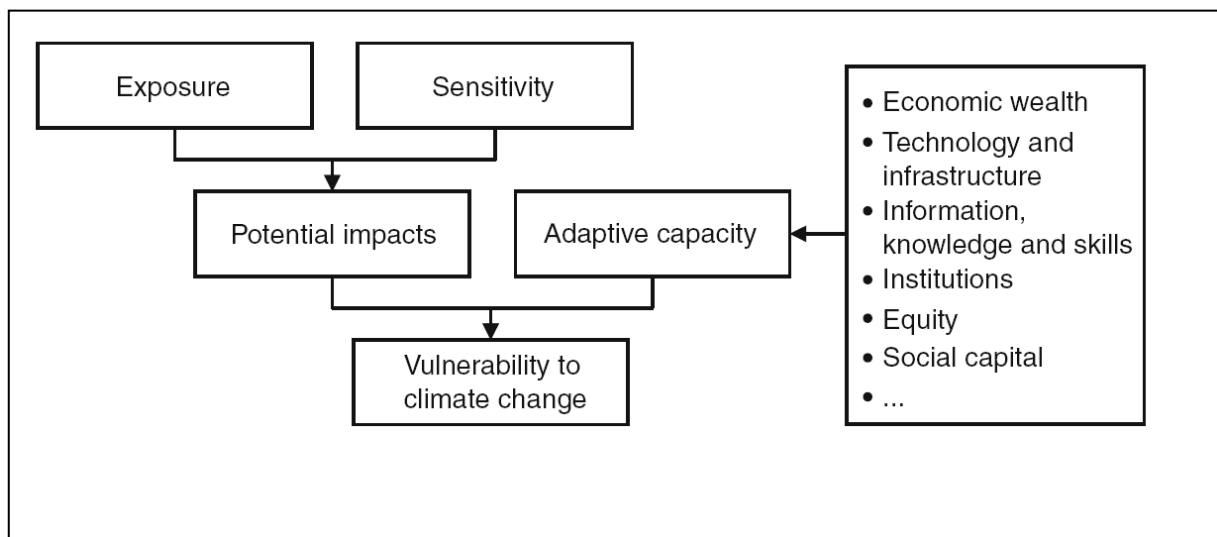 Exposure
Sensitivity
Potential impacts
Adaptive capacity
Vulnerability to
climate change
• Economic wealth
• Technology and
infrastructure
• Information,
knowledge and skills
• Institutions
• Equity
• Social capital
• ...